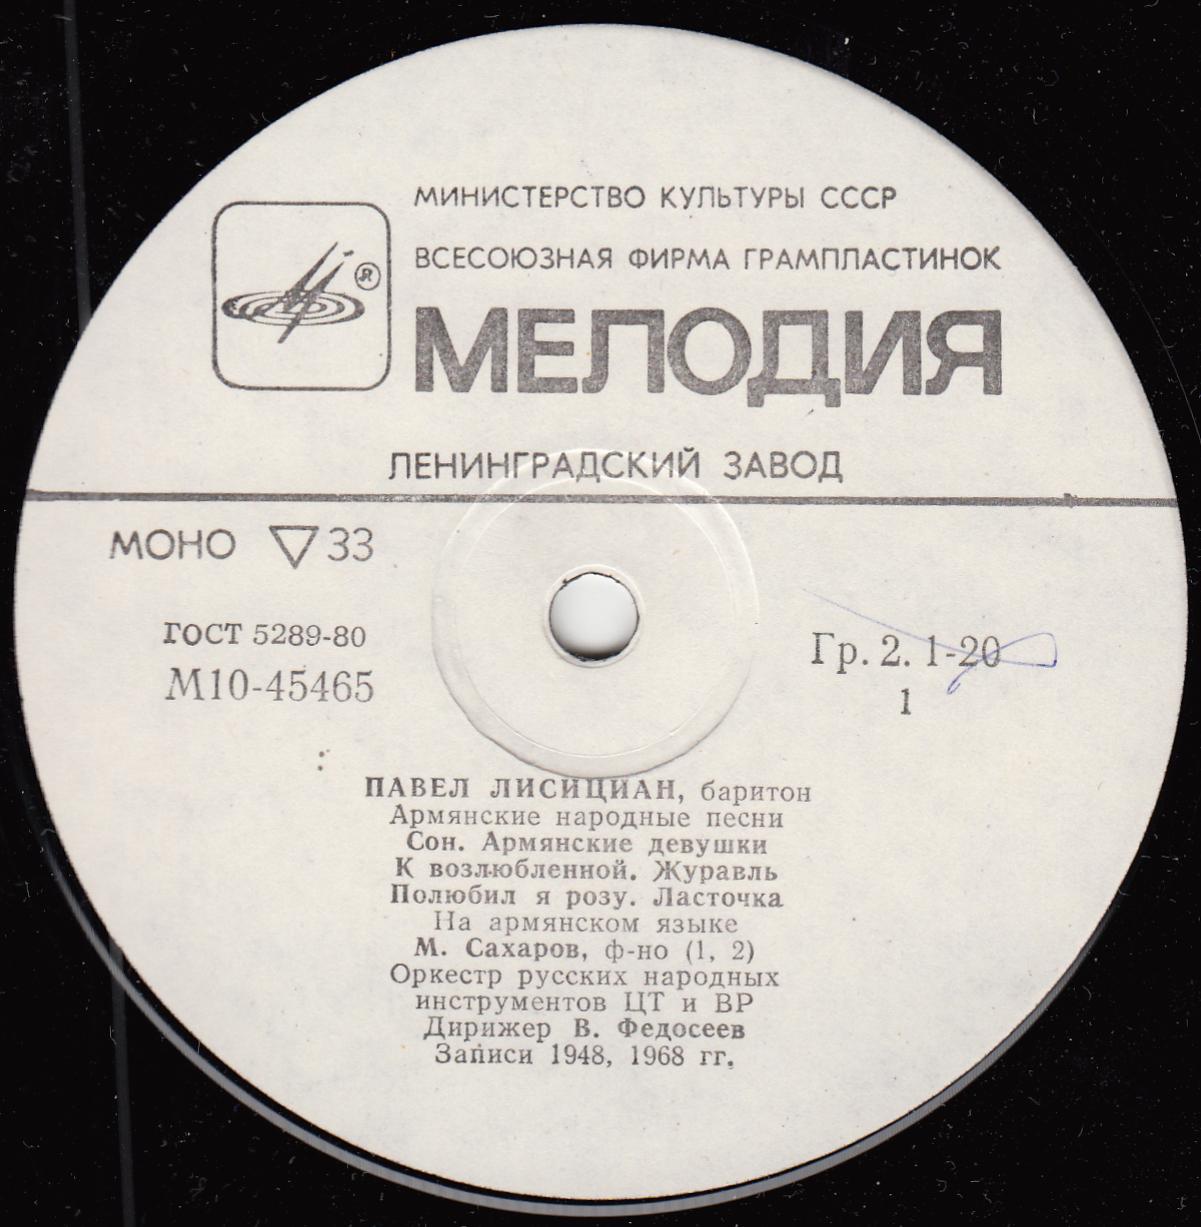 МИНИСТЕРСТВО КУЛЬТУРЫ СССР
ВСЕСОЮЗНАЯ ФИРМА ГРАМПЛАСТИНОК
МЕЛОДИЯ
ЛЕНИНГРАДСКИЙ ЗАВОД
МОНО ▽33
ГОСТ 5289-80
М10-45465
Гр. 2. 1-20
1
ПАВЕЛ ЛИСИЦИАН, баритон
Армянские народные песни
Сон. Армянские девушки
К возлюбленной. Журавль
Полюбил я розу. Ласточка
На армянском языке
М. Сахаров, ф-но (1, 2)
Оркестр русских народных
инструментов ЦТ и ВР
Дирижер В. Федосеев
Записи 1948, 1968 гг.